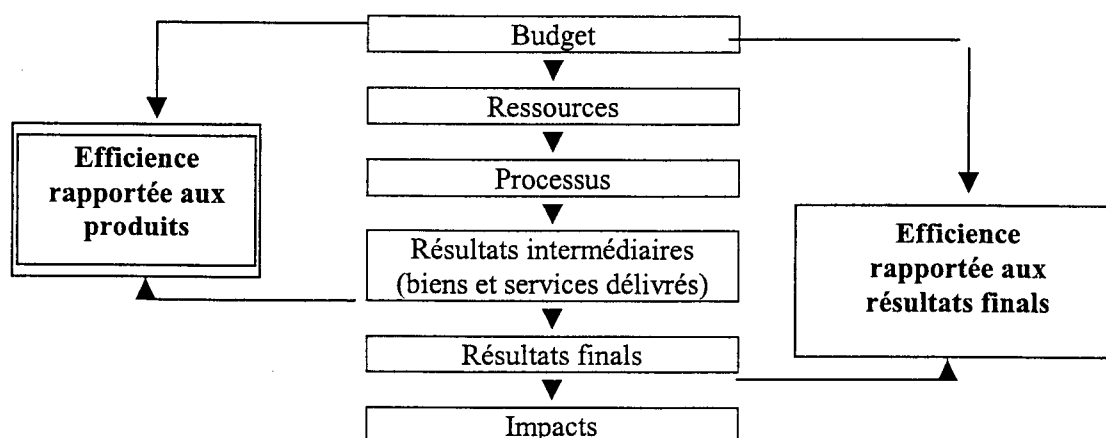 Budget
Ressources
Efficience
rapportée aux
produits
Processus
Résultats intermédiaires
(biens et services délivrés)
Efficience
rapportée aux
résultats finals
Résultats finals
Impacts